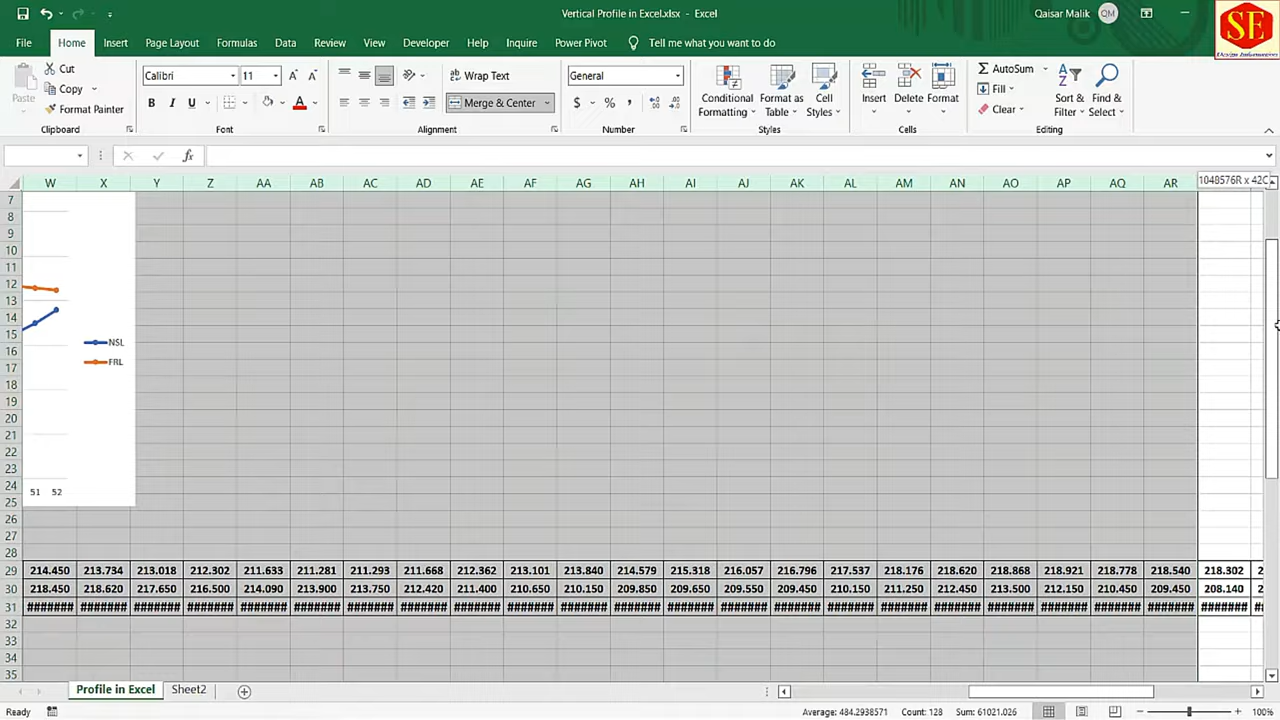 Vertical Profile in Excel.xlsx - Excel
Qaisar Malik QM
SE
File Home Insert Page Layout Formulas Data Review View Developer Help Inquire Power Pivot Tell me what you want to do
Paste Cut Copy Format Painter Clipboard
Calibri 11 B I U A Font
Wrap Text Merge & Center Alignment
General $ % , Number
Conditional Formatting Format as Table Cell Styles Styles
Insert Delete Format Cells
AutoSum Fill Clear Sort & Filter Find & Select Editing
fx
W X Y Z AA AB AC AD AE AF AG AH AI AJ AK AL AM AN AO AP AQ AR 1048576R x 42C
7
8
9
10
11
12
13
14
15
NSL
16
17
FRL
18
19
20
21
22
23
24
51 52
25
26
27
28
29 214.450 213.734 213.018 212.302 211.633 211.281 211.293 211.668 212.362 213.101 213.840 214.579 215.318 216.057 216.796 217.537 218.176 218.620 218.868 218.921 218.778 218.540 218.302 2
30 218.450 218.620 217.650 216.500 214.090 213.900 213.750 212.420 211.400 210.650 210.150 209.850 209.650 209.550 209.450 210.150 211.250 212.450 213.500 212.150 210.450 209.450 208.140 2
31 ####### ####### ####### ####### ####### ####### ####### ####### ####### ####### ####### ####### ####### ####### ####### ####### ####### ####### ####### ####### ####### ####### ####### ##
32
33
34
35
Profile in Excel Sheet2
Ready Average: 484.2938571 Count: 128 Sum: 61021.026 100%